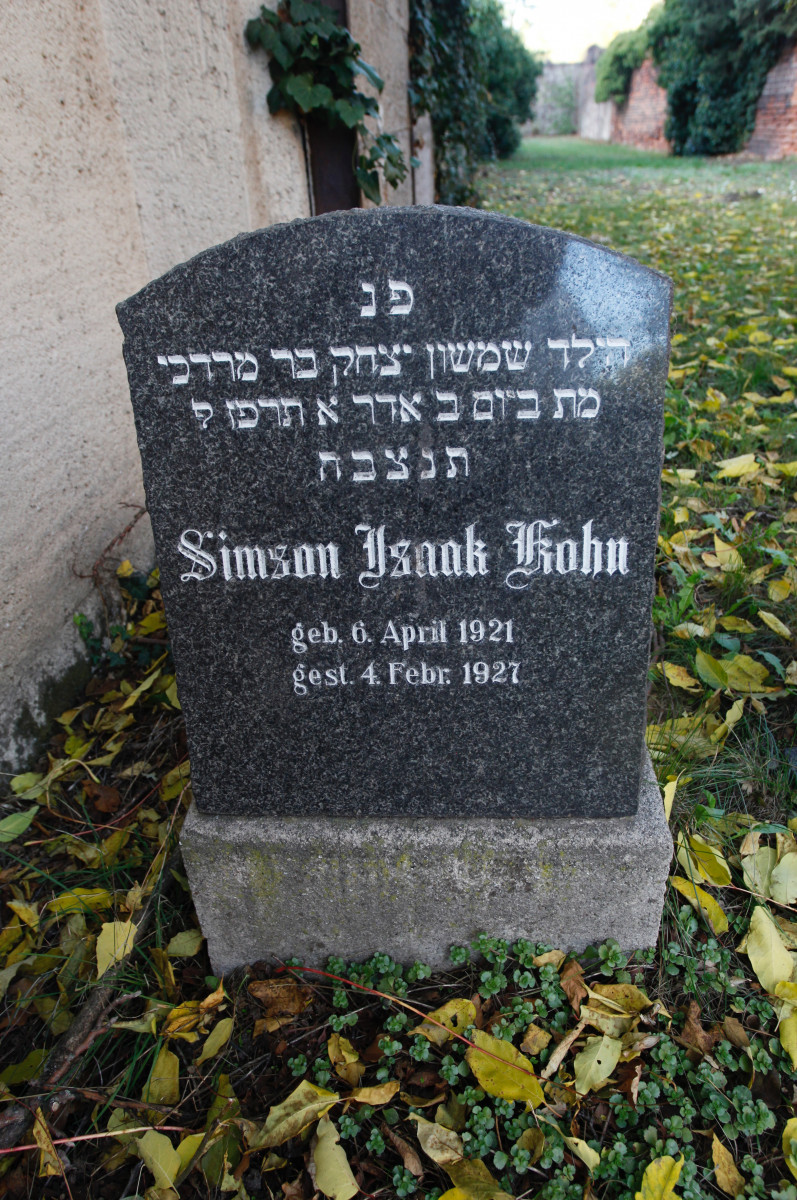 פ נ
הילד שמשון יצחק בר מרדכי
מת ביום ב אדר א תרפז ל
ת נ צ ב ה
Simson Isaak Kohn
geb. 6. April 1921
gest. 4. Febr. 1927